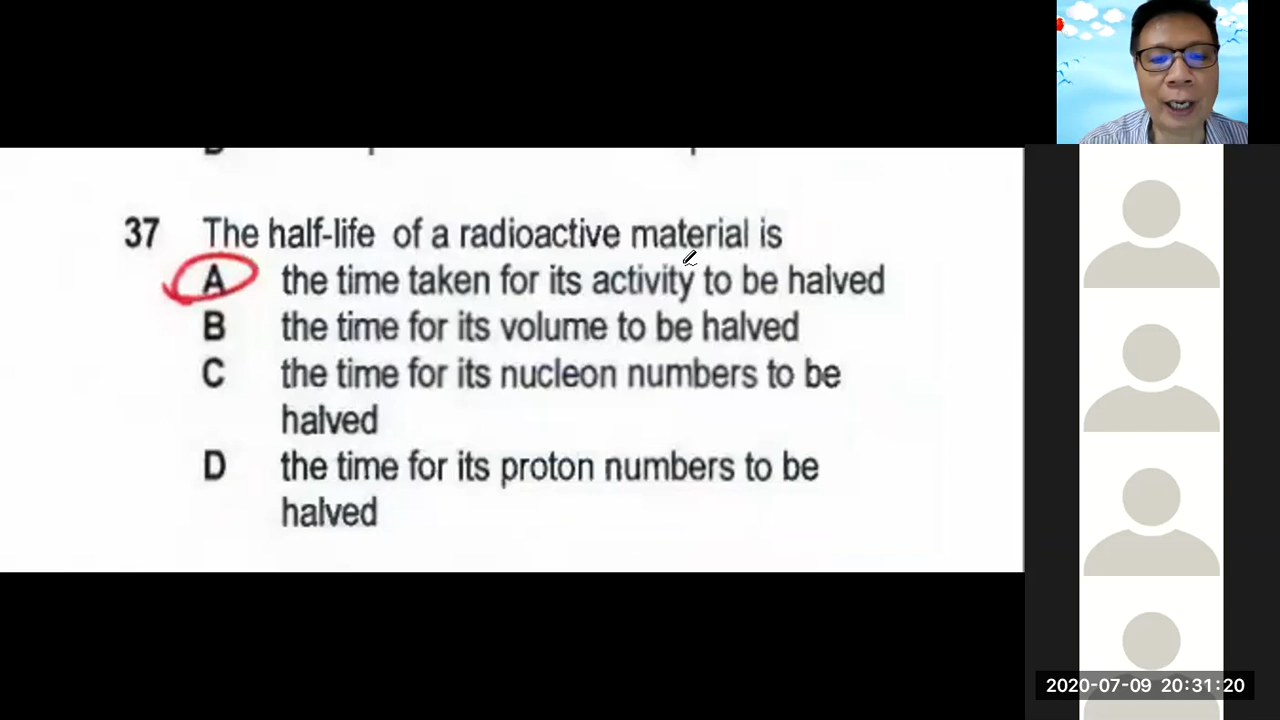 37 The half-life of a radioactive material is
A the time taken for its activity to be halved
B the time for its volume to be halved
C the time for its nucleon numbers to be
halved
D the time for its proton numbers to be
halved
2020-07-09 20:31:20